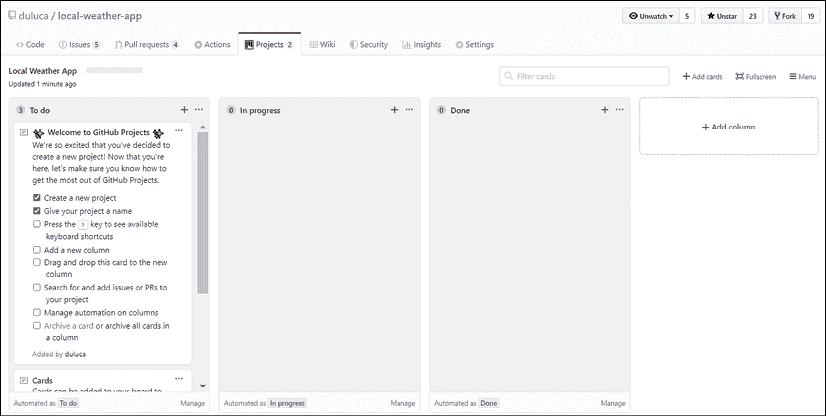 duluca / local-weather-app
Unwatch 5 Unstar 23 Fork 19
Code Issues 5 Pull requests 4 Actions Projects 2 Wiki Security Insights Settings
Local Weather App
Updated 1 minute ago
Filter cards
+ Add cards Fullscreen Menu
3 To do
Welcome to GitHub Projects
We're so excited that you've decided to
create a new project! Now that you're
here, let's make sure you know how to
get the most out of GitHub Projects.
Create a new project
Give your project a name
Press the ? key to see available
keyboard shortcuts
Add a new column
Drag and drop this card to the new
column
Search for and add issues or PRs to
your project
Manage automation on columns
Archive a card or archive all cards in
a column
Added by duluca
Cards
Cards can be added to your board to
Automated as To do Manage
0 In progress
Automated as In progress Manage
0 Done
Automated as Done Manage
+ Add column